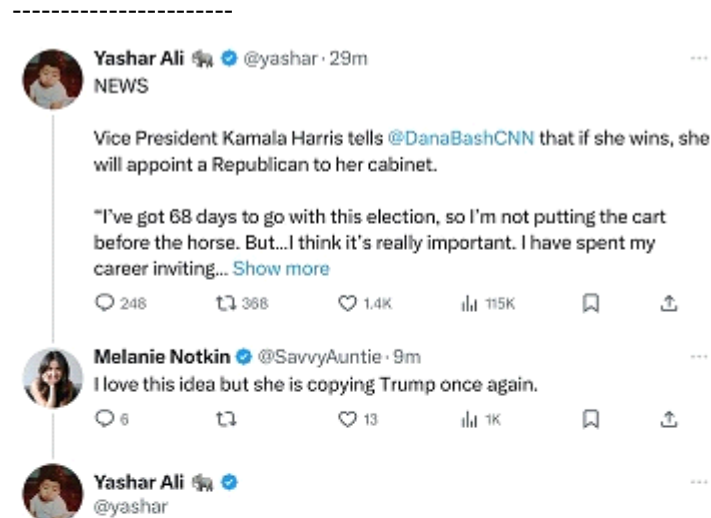 -----------------------
Yashar Ali 🐘 @yashar · 29m
NEWS
Vice President Kamala Harris tells @DanaBashCNN that if she wins, she
will appoint a Republican to her cabinet.
“I’ve got 68 days to go with this election, so I’m not putting the cart
before the horse. But…I think it’s really important. I have spent my
career inviting... Show more
248 368 1.4K 115K
Melanie Notkin @SavvyAuntie · 9m
I love this idea but she is copying Trump once again.
6 13 1K
Yashar Ali 🐘
@yashar